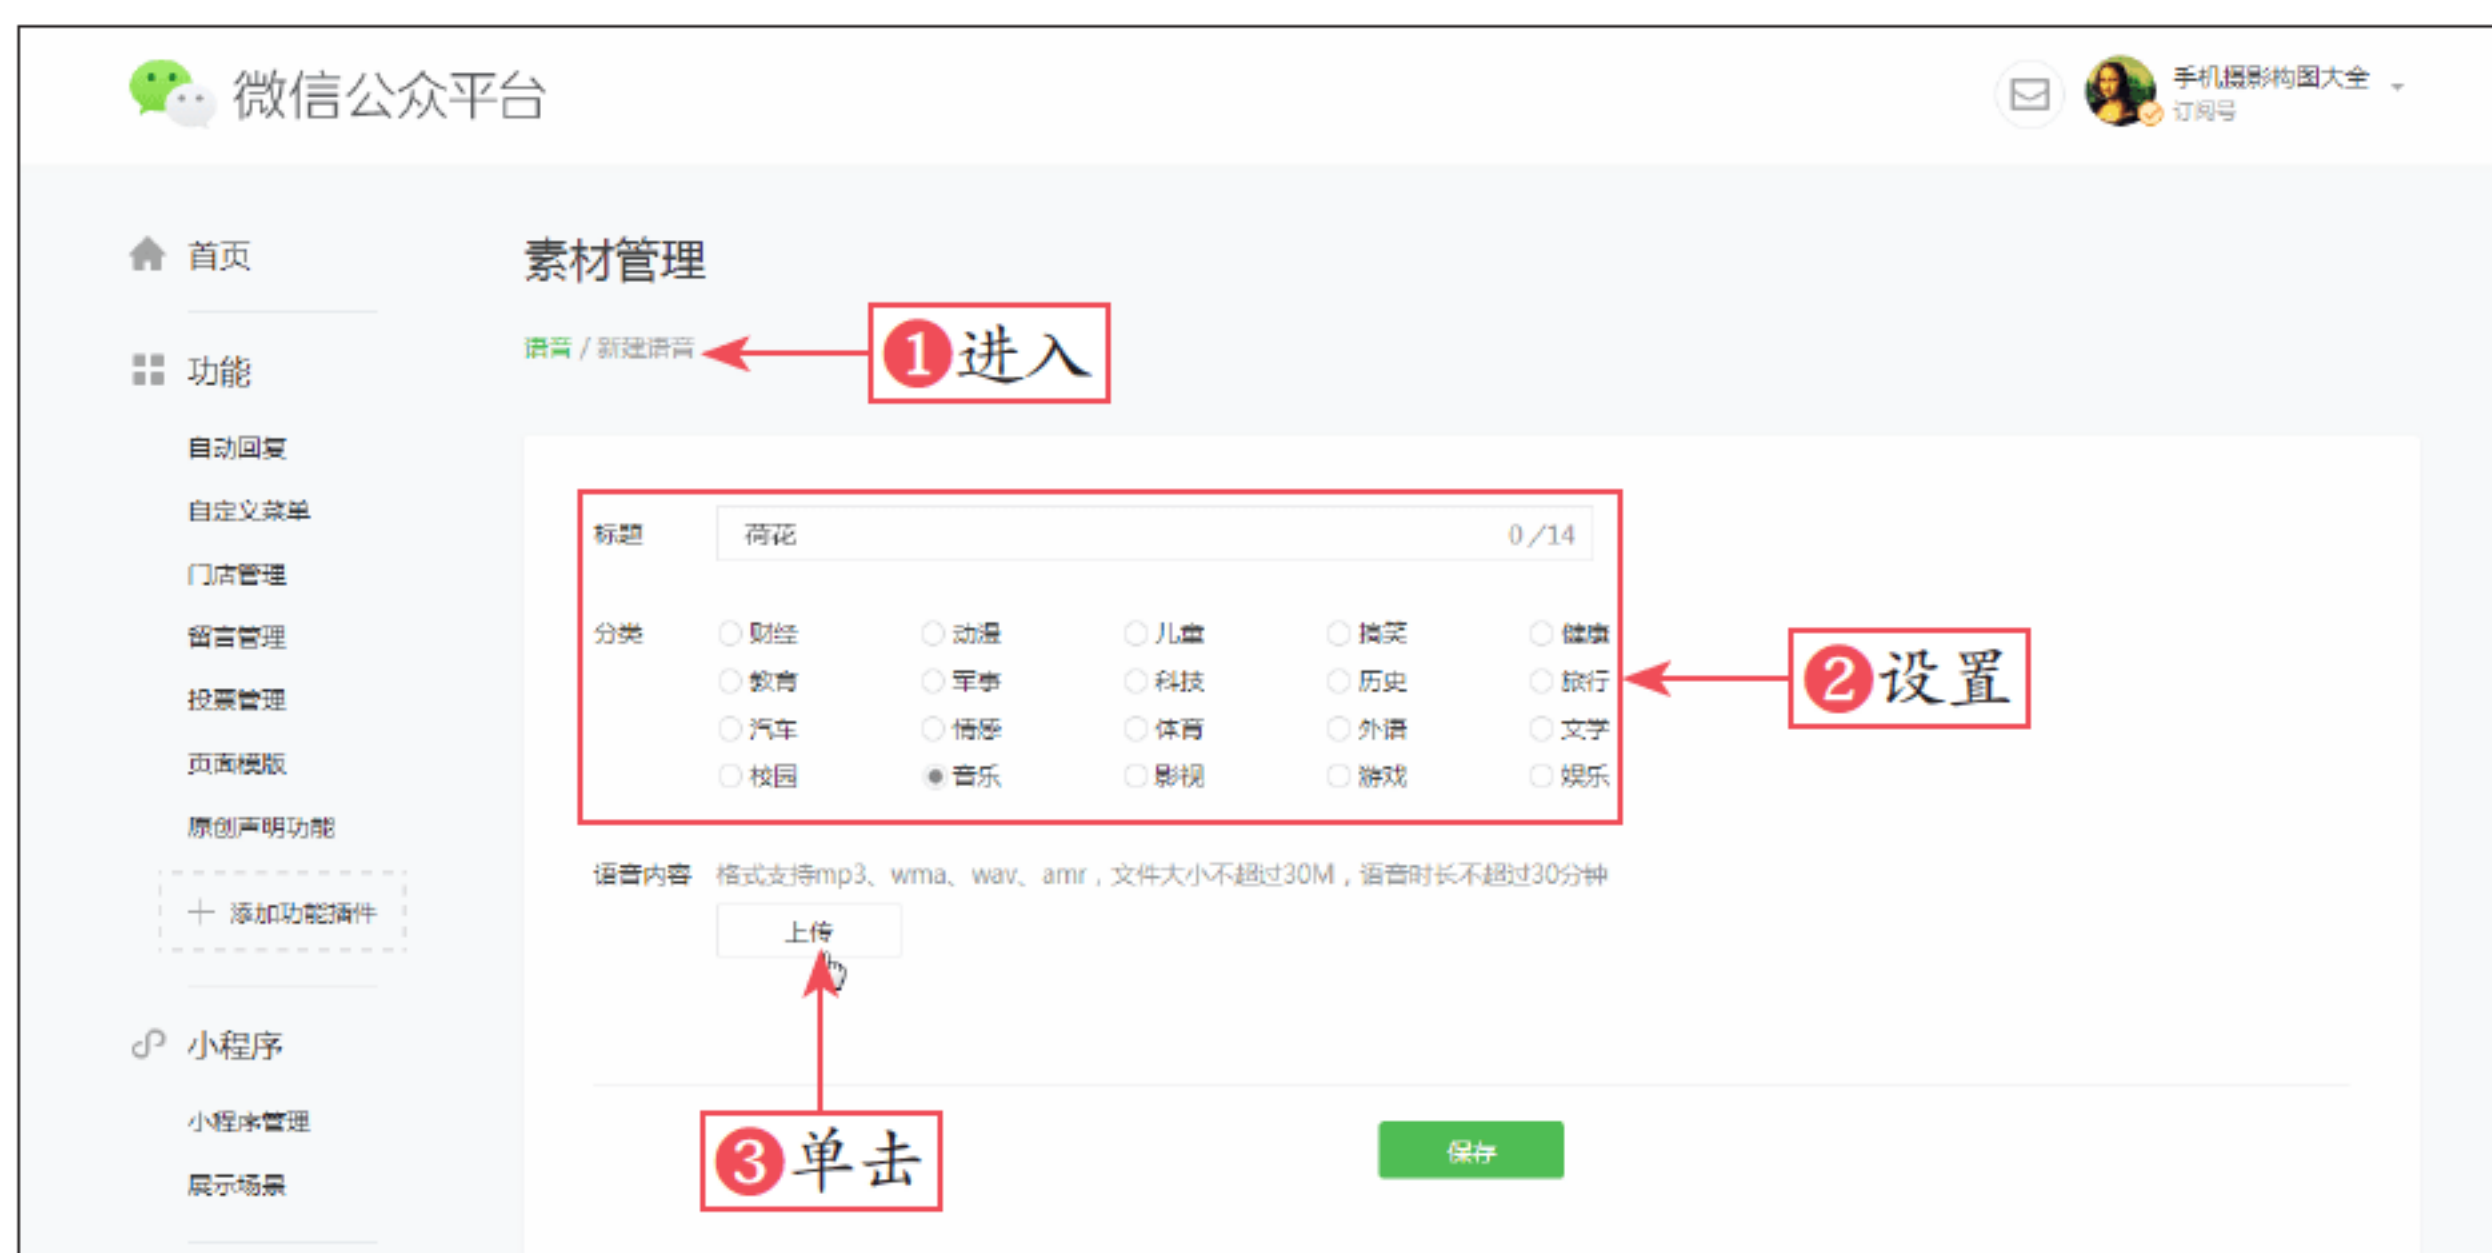 微信公众平台
手机摄影构图大全
订阅号
首页
功能
自动回复
自定义菜单
门店管理
留言管理
投票管理
页面模版
原创声明功能
添加功能插件
小程序
小程序管理
展示场景
素材管理
语音 / 新建语音
1 进入
标题 荷花 0/14
分类 财经 动漫 儿童 搞笑 健康
教育 军事 科技 历史 旅行
汽车 情感 体育 外语 文学
校园 音乐 影视 游戏 娱乐
2 设置
语音内容 格式支持mp3、wma、wav、amr，文件大小不超过30M，语音时长不超过30分钟
上传
3 单击
保存